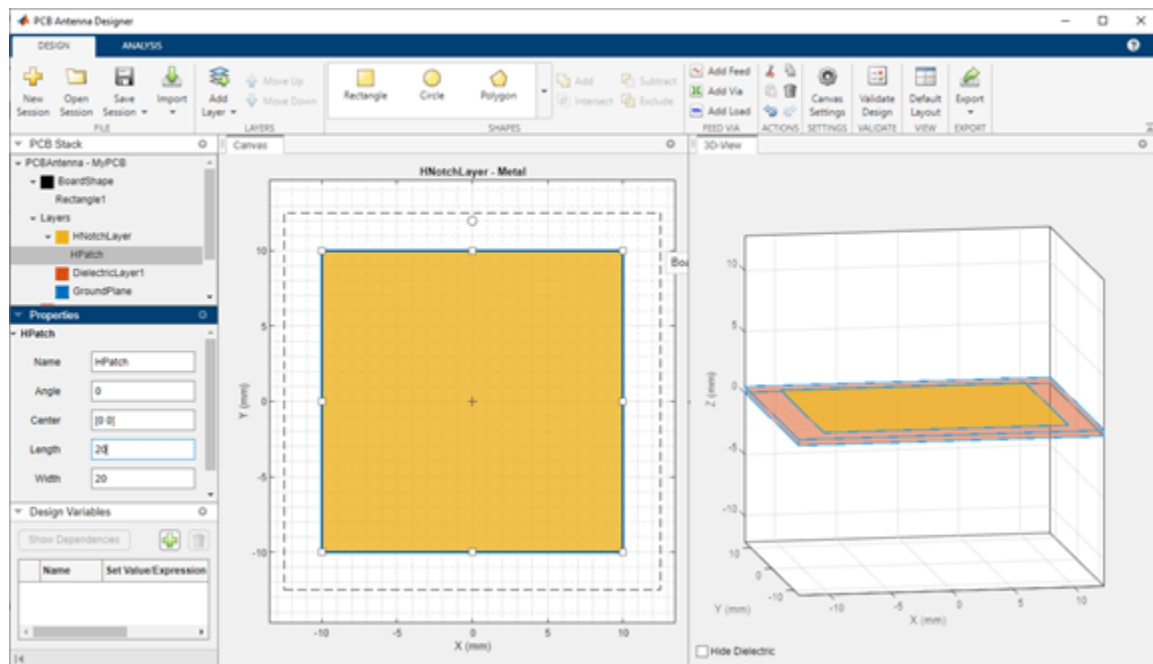 PCB Antenna Designer
DESIGN ANALYSIS
New Session
Open Session
Save Session
Import
FILE
Add Layer
Move Up
Move Down
LAYERS
Rectangle
Circle
Polygon
Add
Subtract
Intersect
Exclude
SHAPES
Add Feed
Add Via
Add Load
FEED VIA
ACTIONS
Canvas Settings
SETTINGS
Validate Design
VALIDATE
Default Layout
VIEW
Export
EXPORT
PCB Stack
PCBAntenna - MyPCB
BoardShape
Rectangle1
Layers
HNotchLayer
HPatch
DielectricLayer1
GroundPlane
Properties
HPatch
Name HPatch
Angle 0
Center [0 0]
Length 20
Width 20
Design Variables
Show Dependencies
Name Set Value/Expression
Canvas
HNotchLayer - Metal
Boa
10
5
0
-5
-10
Y (mm)
-10 -5 0 5 10
X (mm)
3D-View
10
5
0
-5
-10
Z (mm)
10
0
-10
Y (mm)
-10 -5 0 5 10
X (mm)
Hide Dielectric